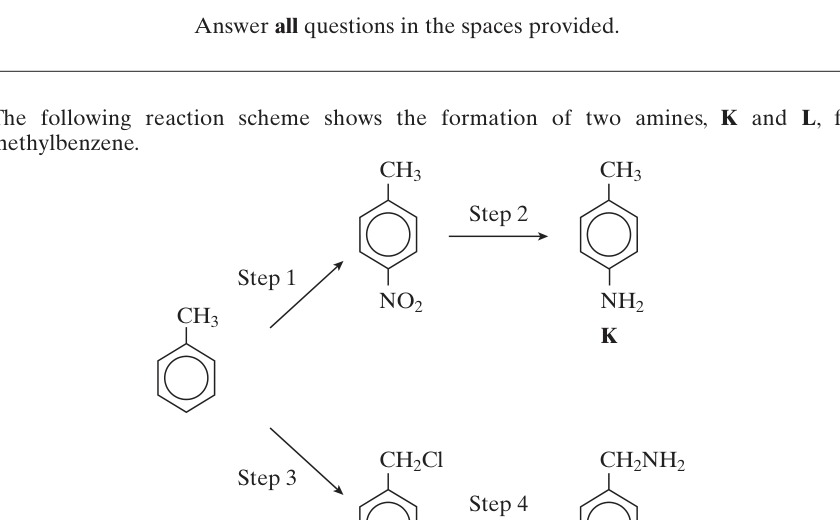 Answer all questions in the spaces provided.
The following reaction scheme shows the formation of two amines, K and L,
methylbenzene.
CH3 CH3
Step 2
Step 1
NO2 NH2
CH3
K
CH2Cl CH2NH2
Step 3
Step 4